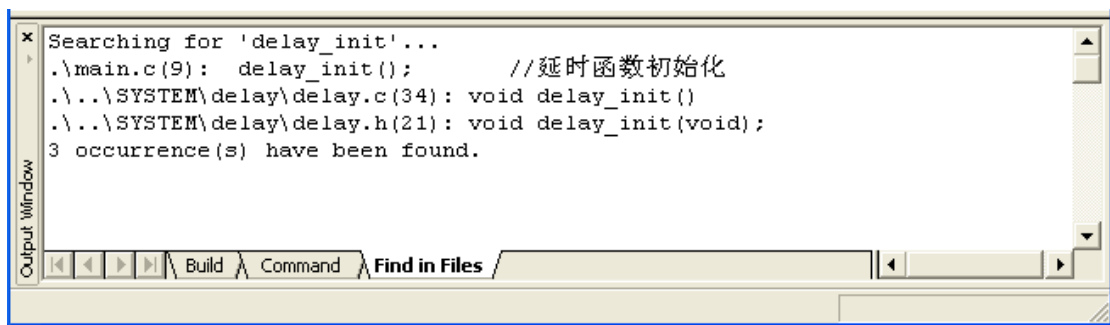 Searching for 'delay_init'...
.\main.c(9):  delay_init();        //延时函数初始化
.\..\SYSTEM\delay\delay.c(34): void delay_init()
.\..\SYSTEM\delay\delay.h(21): void delay_init(void);
3 occurrence(s) have been found.
Output Window
Build Command Find in Files